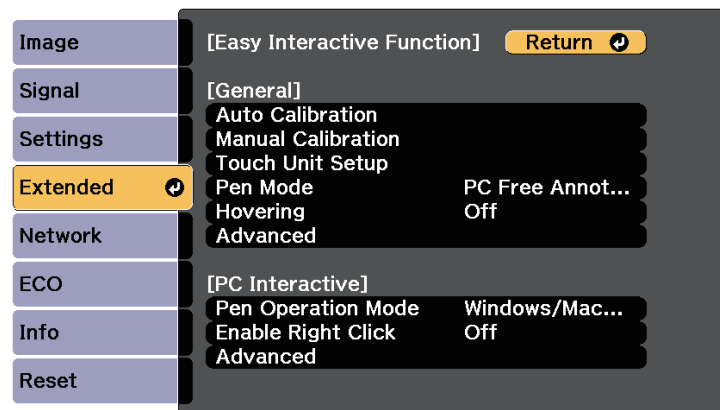 Image
Signal
Settings
Extended
Network
ECO
Info
Reset
[Easy Interactive Function] Return
[General]
Auto Calibration
Manual Calibration
Touch Unit Setup
Pen Mode PC Free Annot...
Hovering Off
Advanced
[PC Interactive]
Pen Operation Mode Windows/Mac...
Enable Right Click Off
Advanced